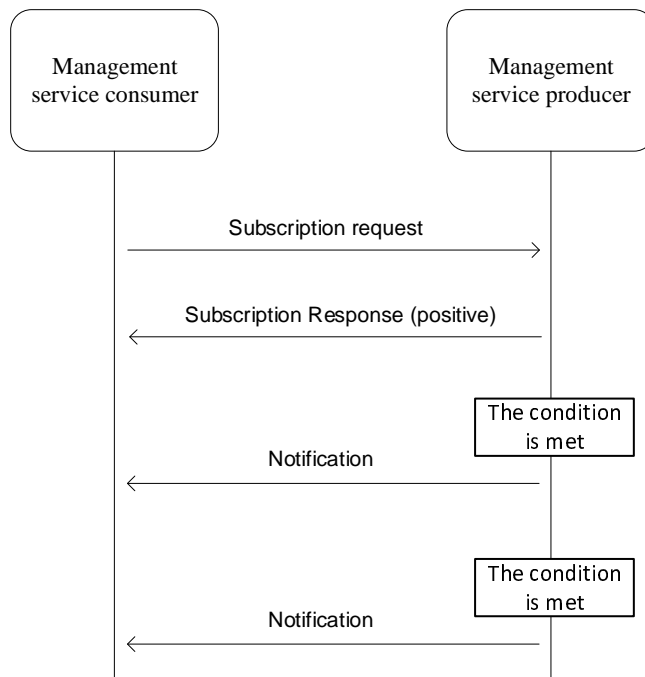 Management
service consumer
Management
service producer
Subscription request
Subscription Response (positive)
The condition
is met
Notification
The condition
is met
Notification